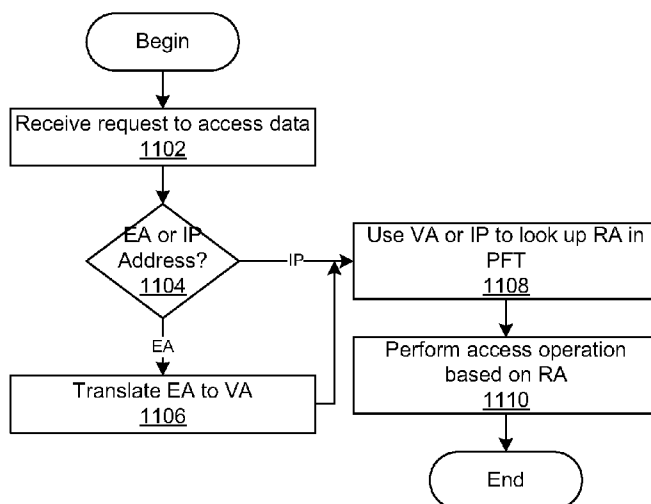 Begin
Receive request to access data
1102
EA or IP
Address?
1104
IP
EA
Translate EA to VA
1106
Use VA or IP to look up RA in
PFT
1108
Perform access operation
based on RA
1110
End